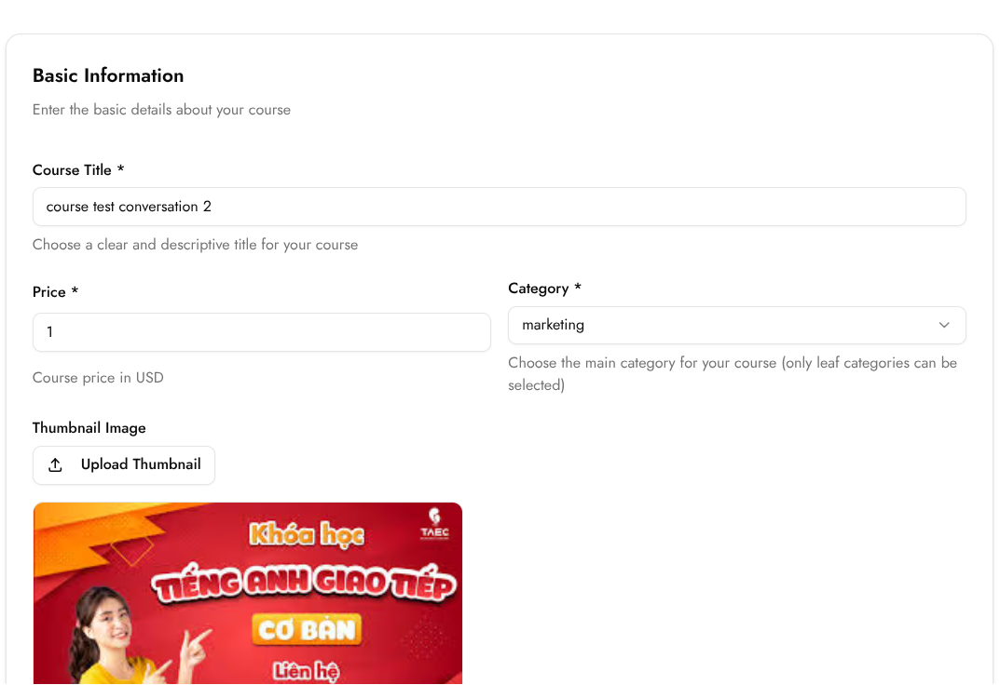 Basic Information
Enter the basic details about your course
Course Title *
course test conversation 2
Choose a clear and descriptive title for your course
Price *
1
Course price in USD
Category *
marketing
Choose the main category for your course (only leaf categories can be
selected)
Thumbnail Image
Upload Thumbnail
TAEC
Khóa học
TIẾNG ANH GIAO TIẾP
CƠ BẢN
Liên hệ